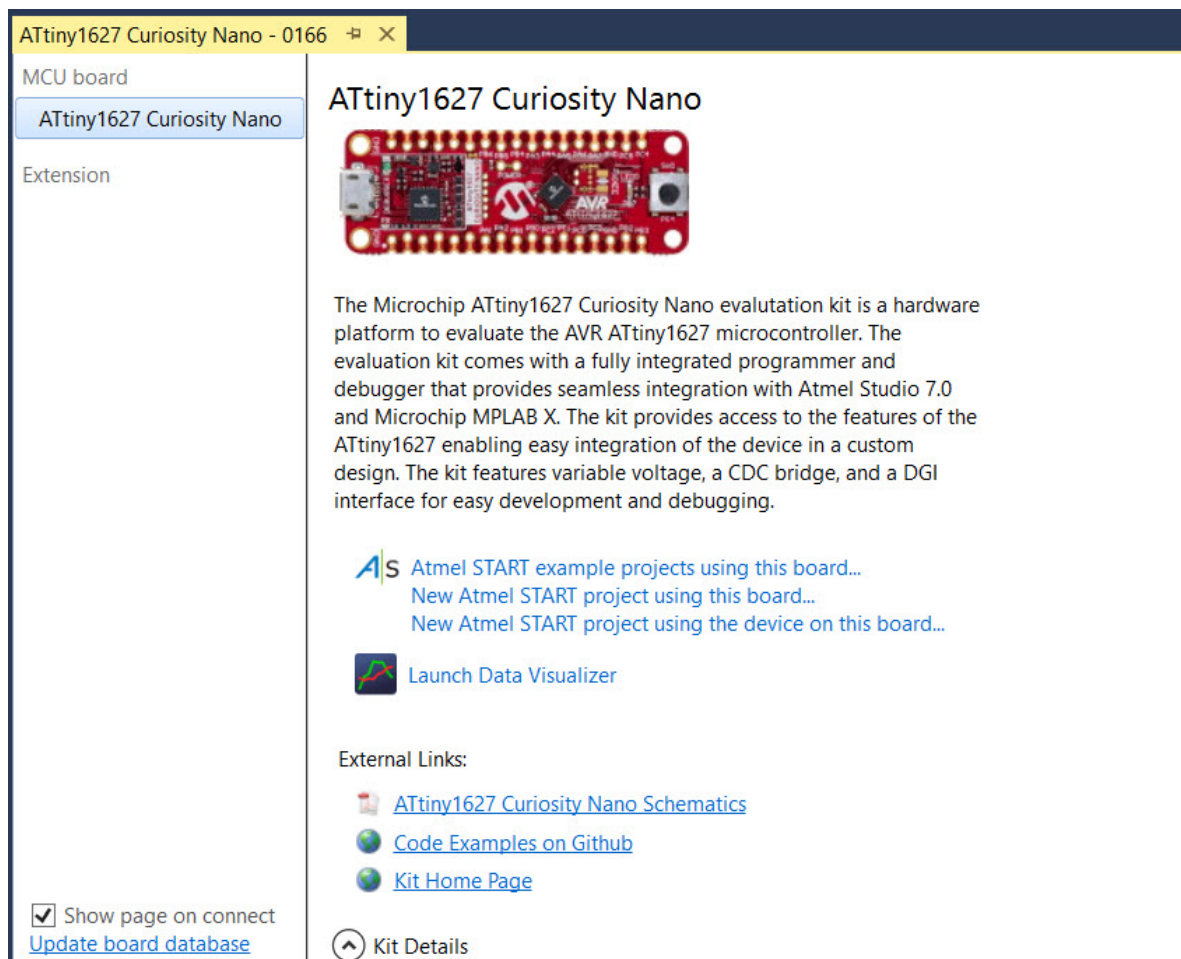 ATtiny1627 Curiosity Nano - 0166
MCU board
ATtiny1627 Curiosity Nano
Extension
ATtiny1627 Curiosity Nano
POWER
AVR
The Microchip ATtiny1627 Curiosity Nano evalutation kit is a hardware
platform to evaluate the AVR ATtiny1627 microcontroller. The
evaluation kit comes with a fully integrated programmer and
debugger that provides seamless integration with Atmel Studio 7.0
and Microchip MPLAB X. The kit provides access to the features of the
ATtiny1627 enabling easy integration of the device in a custom
design. The kit features variable voltage, a CDC bridge, and a DGI
interface for easy development and debugging.
AS Atmel START example projects using this board...
New Atmel START project using this board...
New Atmel START project using the device on this board...
Launch Data Visualizer
External Links:
ATtiny1627 Curiosity Nano Schematics
Code Examples on Github
Kit Home Page
Show page on connect
Update board database
Kit Details